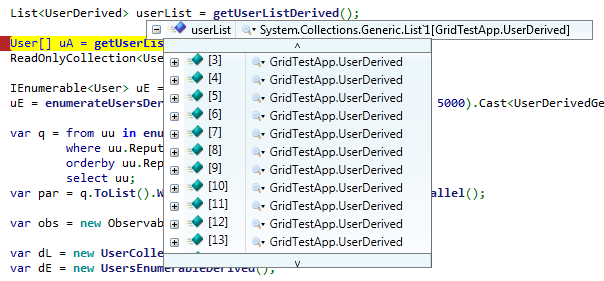 List<UserDerived> userList = getUserListDerived();
userList System.Collections.Generic.List`1[GridTestApp.UserDerived]
User[] uA = getUserLis
ReadOnlyCollection<Use
IEnumerable<User> uE =
uE = enumerateUsersDer 5000).Cast<UserDerivedGe
var q = from uu in enu
where uu.Reput
orderby uu.Rep
select uu;
var par = q.ToList().W rallel();
var obs = new Observab
var dL = new UserColle
var dE = new UsersEnumerableDerived();
[3] GridTestApp.UserDerived
[4] GridTestApp.UserDerived
[5] GridTestApp.UserDerived
[6] GridTestApp.UserDerived
[7] GridTestApp.UserDerived
[8] GridTestApp.UserDerived
[9] GridTestApp.UserDerived
[10] GridTestApp.UserDerived
[11] GridTestApp.UserDerived
[12] GridTestApp.UserDerived
[13] GridTestApp.UserDerived